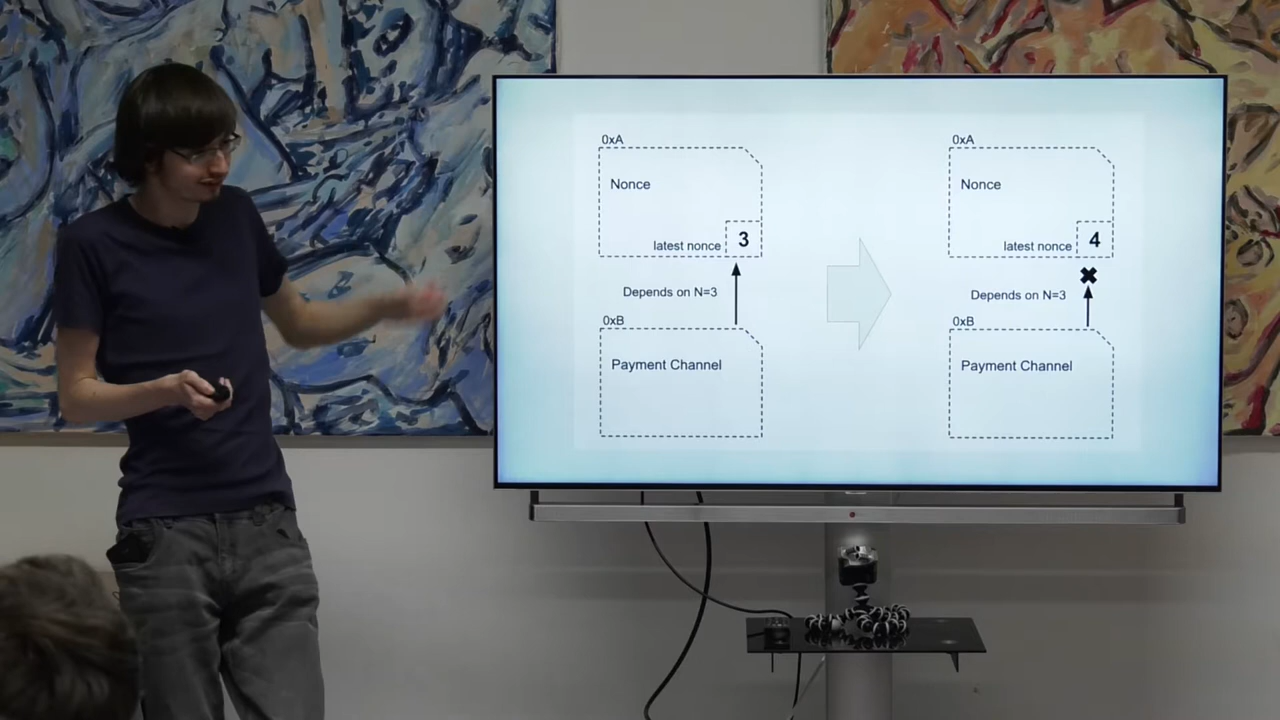 0xA
Nonce
latest nonce 3
Depends on N=3
0xB
Payment Channel
0xA
Nonce
latest nonce 4
Depends on N=3
0xB
Payment Channel